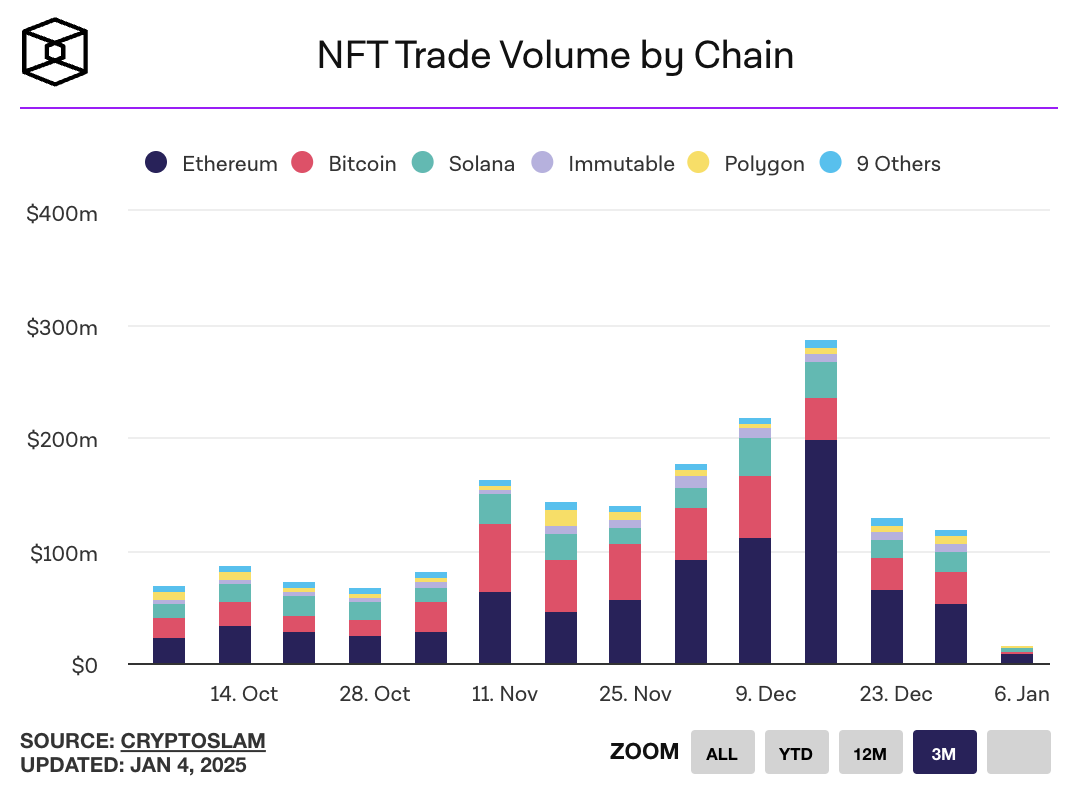 NFT Trade Volume by Chain
Ethereum Bitcoin Solana Immutable Polygon 9 Others
$400m
$300m
$200m
$100m
$0
14. Oct 28. Oct 11. Nov 25. Nov 9. Dec 23. Dec 6. Jan
SOURCE: CRYPTOSLAM
UPDATED: JAN 4, 2025
ZOOM ALL YTD 12M 3M